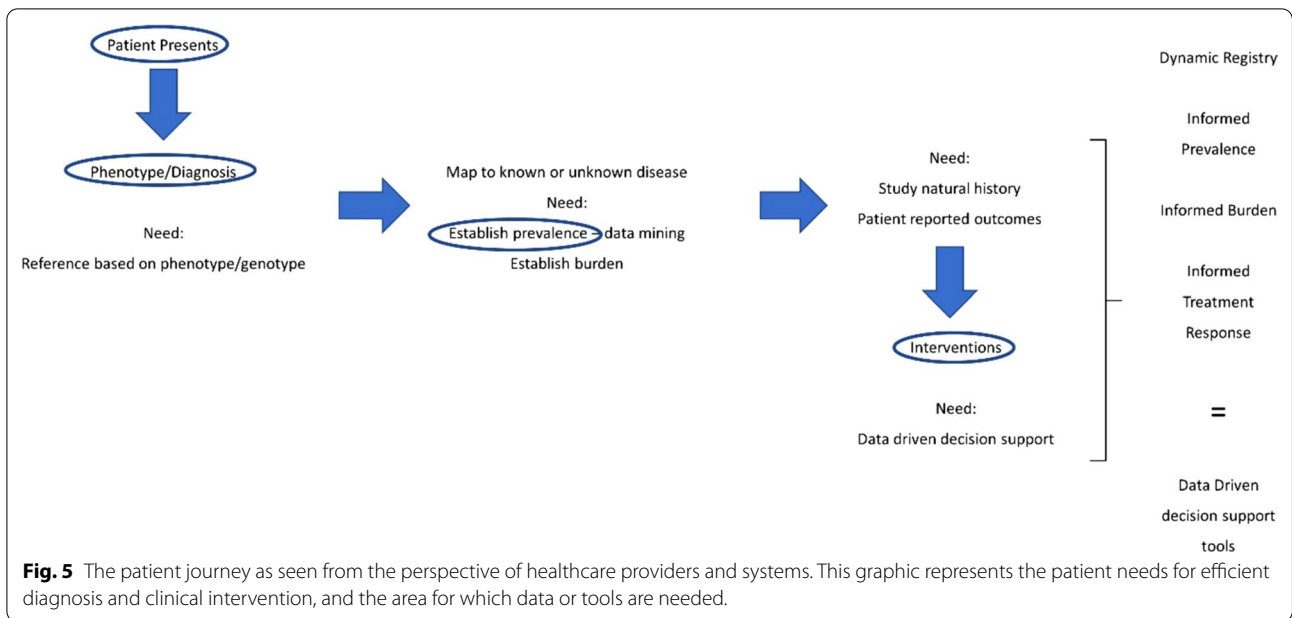 Patient Presents
Phenotype/Diagnosis
Need:
Reference based on phenotype/genotype
Map to known or unknown disease
Need:
Establish prevalence – data mining
Establish burden
Need:
Study natural history
Patient reported outcomes
Interventions
Need:
Data driven decision support
Dynamic Registry
Informed
Prevalence
Informed Burden
Informed
Treatment
Response
=
Data Driven
decision support
tools
Fig. 5 The patient journey as seen from the perspective of healthcare providers and systems. This graphic represents the patient needs for efficient
diagnosis and clinical intervention, and the area for which data or tools are needed.